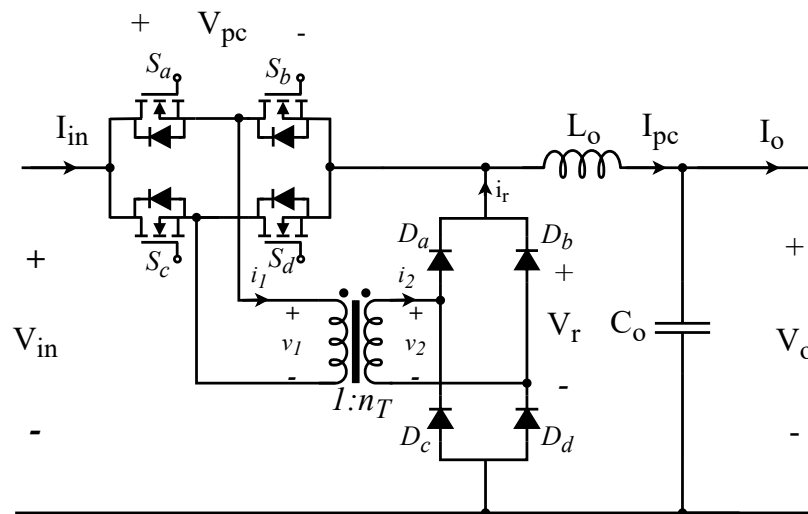 + V_pc -
S_a S_b
I_in L_o I_pc I_o
i_r
S_c S_d
D_a D_b
+ i_1 i_2 + +
+ +
V_in v_1 v_2 V_r C_o V_o
- - -
1:n_T
D_c D_d
- -